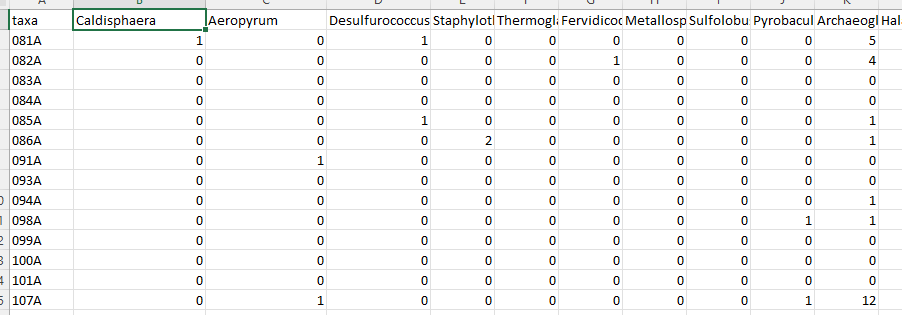 A B C D E F G H I J K
taxa Caldisphaera Aeropyrum Desulfurococcus Staphylotl Thermogla Fervidicoc Metallosp Sulfolobu Pyrobacul Archaeogl Hala
081A 1 0 1 0 0 0 0 0 0 5
082A 0 0 0 0 0 1 0 0 0 4
083A 0 0 0 0 0 0 0 0 0 0
084A 0 0 0 0 0 0 0 0 0 0
085A 0 0 1 0 0 0 0 0 0 1
086A 0 0 0 2 0 0 0 0 0 1
091A 0 1 0 0 0 0 0 0 0 0
093A 0 0 0 0 0 0 0 0 0 0
094A 0 0 0 0 0 0 0 0 0 1
098A 0 0 0 0 0 0 0 0 1 1
099A 0 0 0 0 0 0 0 0 0 0
100A 0 0 0 0 0 0 0 0 0 0
101A 0 0 0 0 0 0 0 0 0 0
107A 0 1 0 0 0 0 0 0 1 12